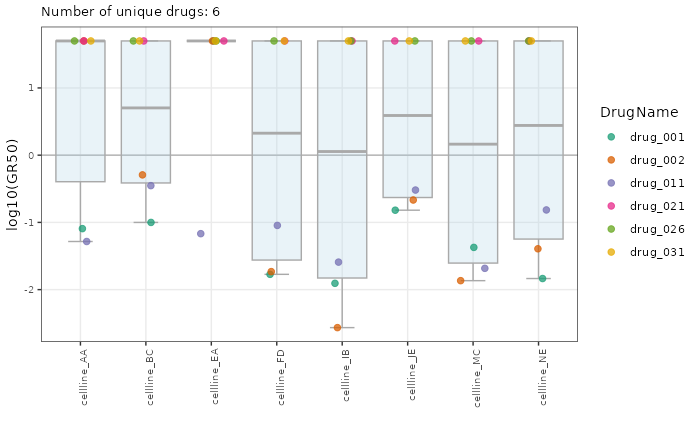 Number of unique drugs: 6
log10(GR50)
1
0
-1
-2
cellline_AA
cellline_BC
cellline_EA
cellline_FD
cellline_IB
cellline_JE
cellline_MC
cellline_NE
DrugName
drug_001
drug_002
drug_011
drug_021
drug_026
drug_031